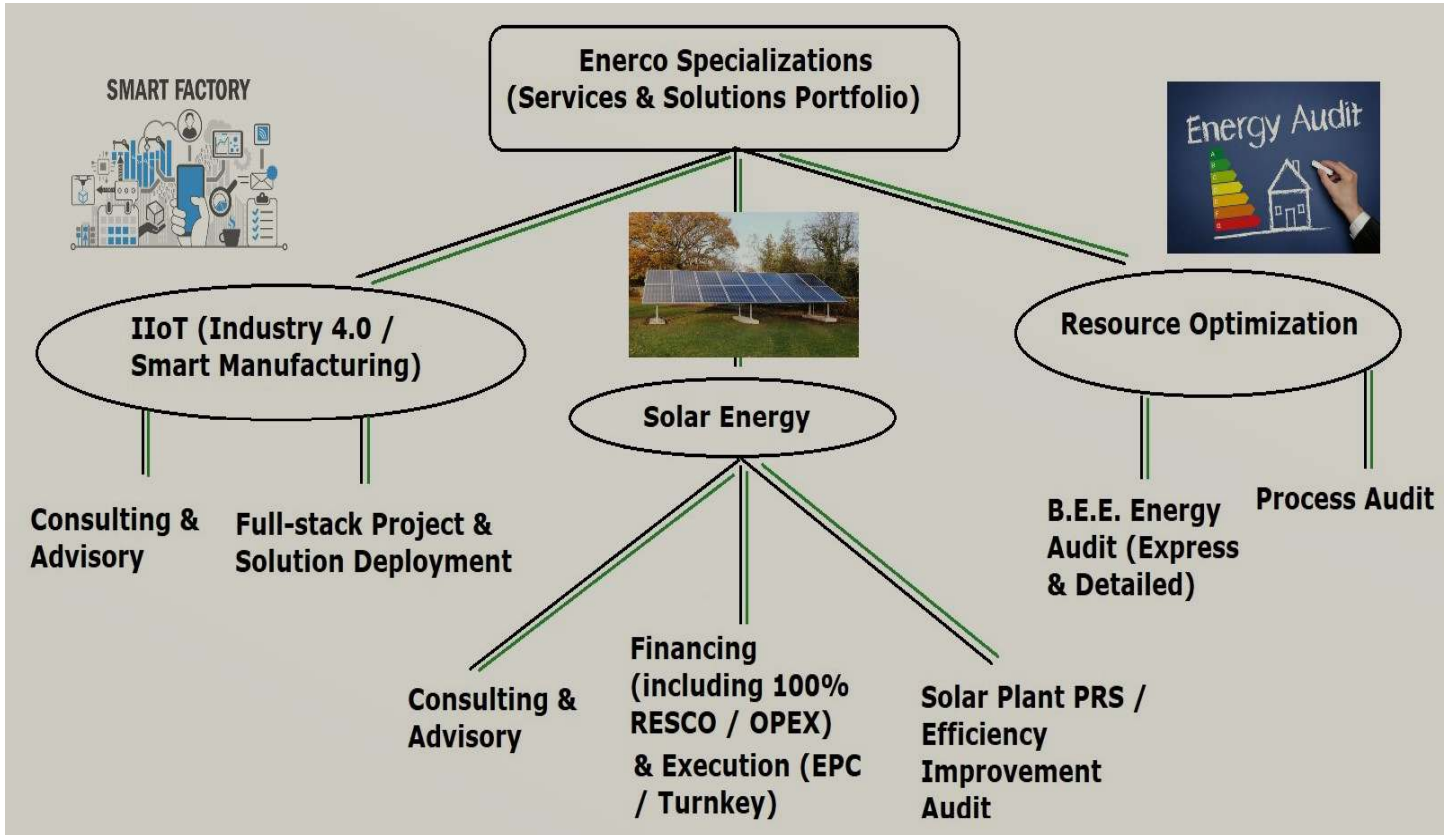 Enerco Specializations
(Services & Solutions Portfolio)
SMART FACTORY
Energy Audit
A
B
C
D
E
F
G
IIoT (Industry 4.0 /
Smart Manufacturing)
Solar Energy
Resource Optimization
Consulting &
Advisory
Full-stack Project &
Solution Deployment
B.E.E. Energy
Audit (Express
& Detailed)
Process Audit
Consulting &
Advisory
Financing
(including 100%
RESCO / OPEX)
& Execution (EPC
/ Turnkey)
Solar Plant PRS /
Efficiency
Improvement
Audit